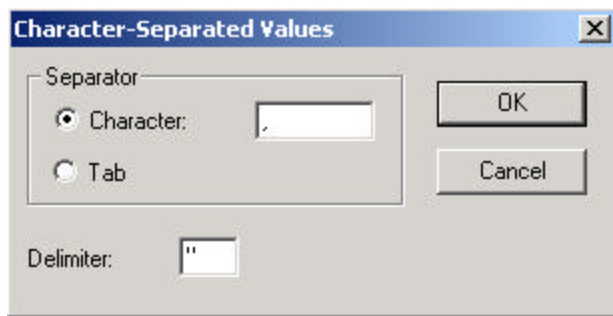 Character-Separated Values
Separator
Character: ,
OK
Tab
Cancel
Delimiter: "